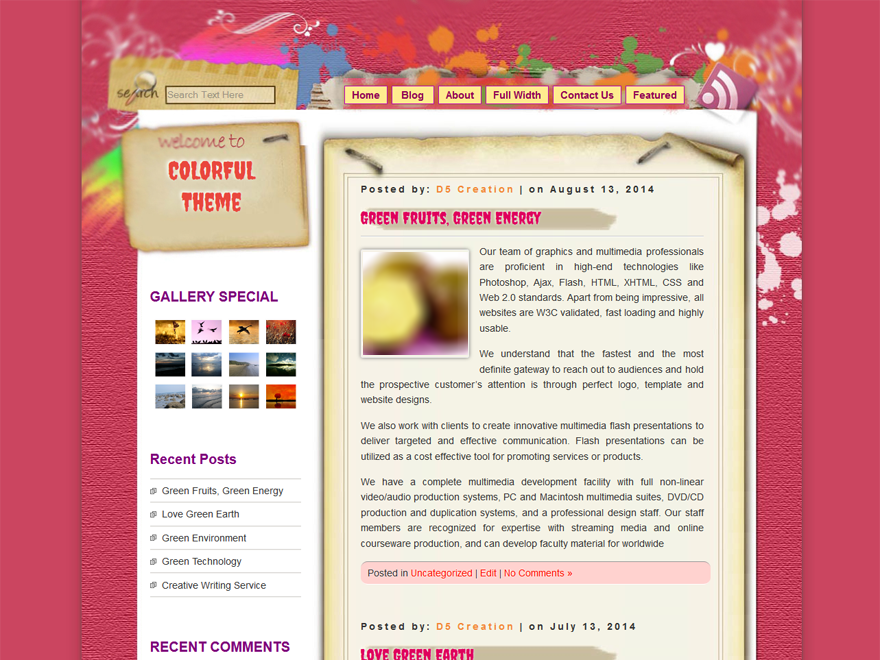 search
Search Text Here
Home
Blog
About
Full Width
Contact Us
Featured
welcome to
COLORFUL
THEME
GALLERY SPECIAL
Recent Posts
Green Fruits, Green Energy
Love Green Earth
Green Environment
Green Technology
Creative Writing Service
RECENT COMMENTS
Posted by: D5 Creation | on August 13, 2014
GREEN FRUITS, GREEN ENERGY
Our team of graphics and multimedia professionals
are proficient in high-end technologies like
Photoshop, Ajax, Flash, HTML, XHTML, CSS and
Web 2.0 standards. Apart from being impressive, all
websites are W3C validated, fast loading and highly
usable.
We understand that the fastest and the most
definite gateway to reach out to audiences and hold
the prospective customer’s attention is through perfect logo, template and
website designs.
We also work with clients to create innovative multimedia flash presentations to
deliver targeted and effective communication. Flash presentations can be
utilized as a cost effective tool for promoting services or products.
We have a complete multimedia development facility with full non-linear
video/audio production systems, PC and Macintosh multimedia suites, DVD/CD
production and duplication systems, and a professional design staff. Our staff
members are recognized for expertise with streaming media and online
courseware production, and can develop faculty material for worldwide
Posted in Uncategorized | Edit | No Comments »
Posted by: D5 Creation | on July 13, 2014
LOVE GREEN EARTH